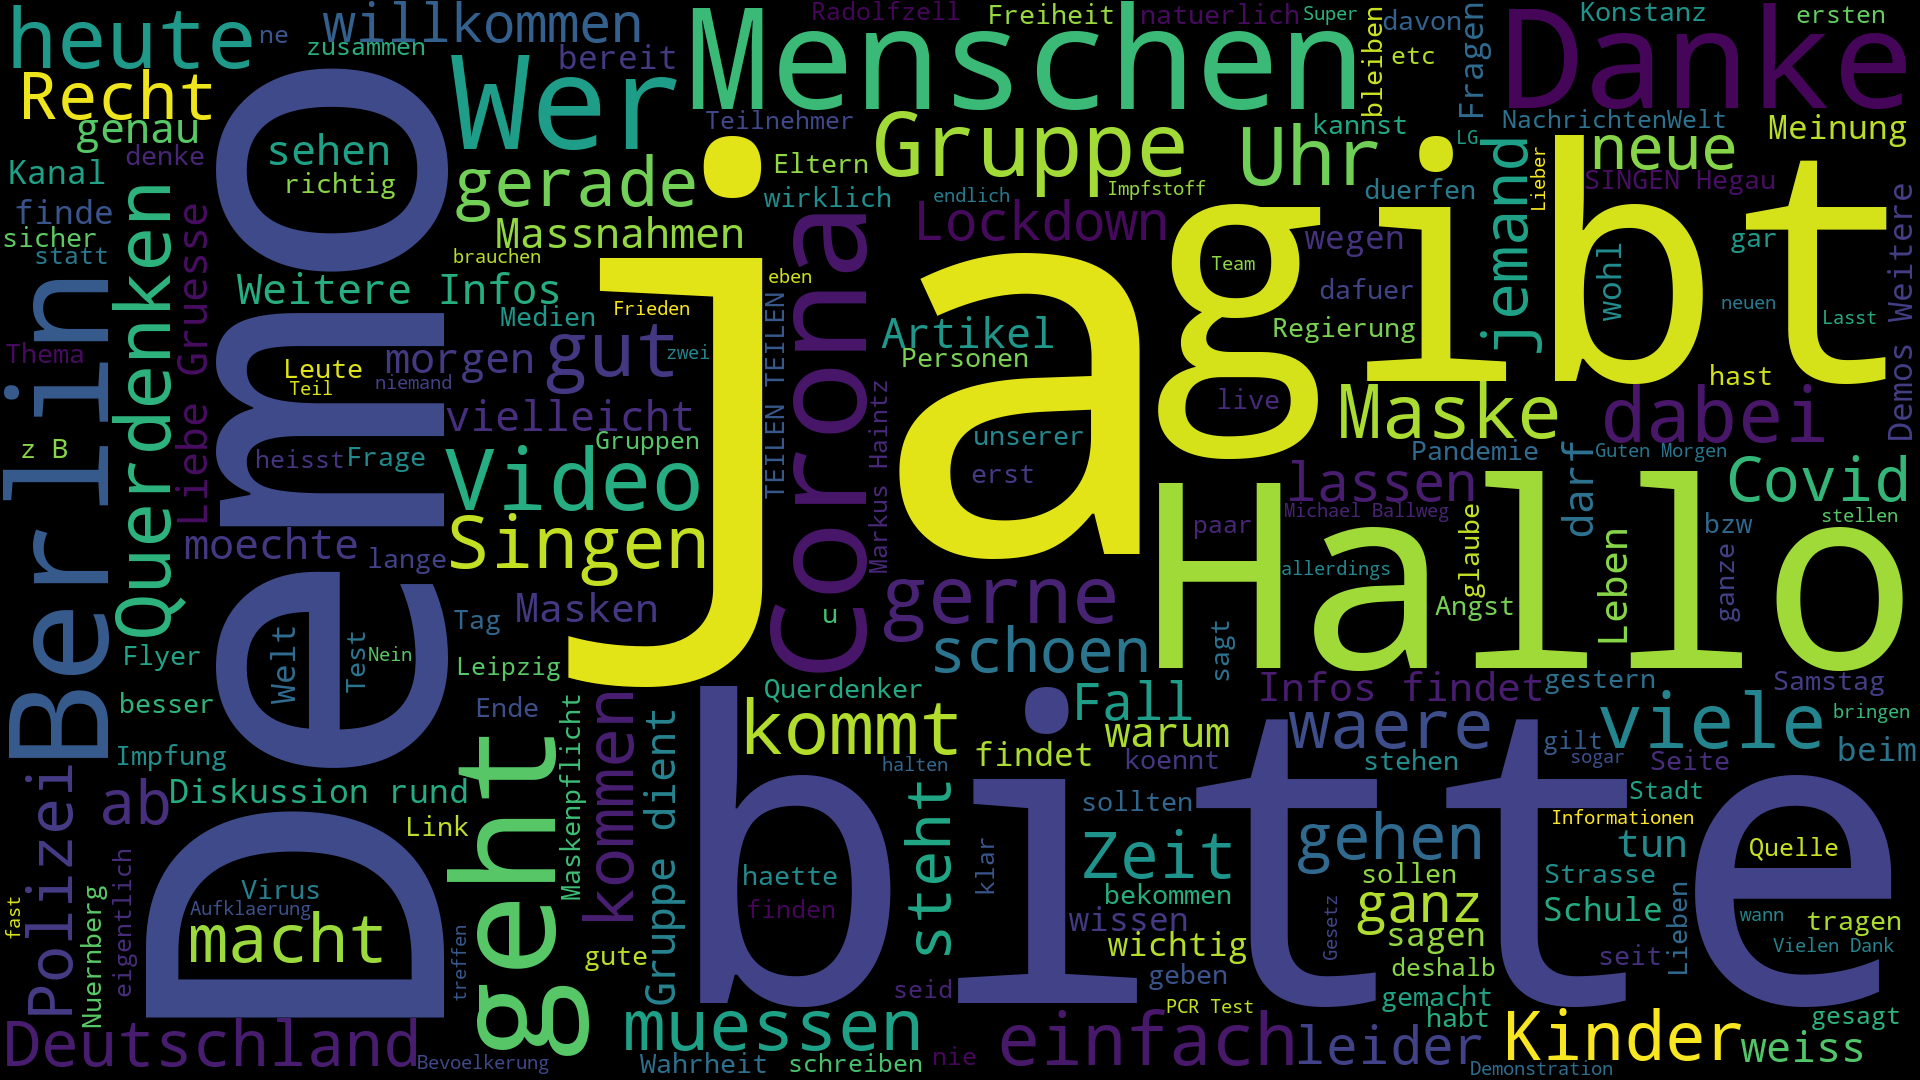 heute
ne
willkommen
zusammen
bereit
Recht
genau
denke
Wer
Menschen
Radolfzell
Freiheit
natuerlich
Super
davon
etc
bleiben
Fragen
Danke
Konstanz
ersten
Teilnehmer
Gruppe
Uhr
kannst
LG
NachrichtenWelt
Meinung
Kanal
finde
sicher
statt
sehen
richtig
gerade
Eltern
wirklich
endlich
Impfstoff
duerfen
jemand
Lieber
neue
SINGEN Hegau
Massnahmen
brauchen
Lockdown
wegen
gar
Weitere Infos
eben
Team
dafuer
wohl
neuen
Lasst
Demos Weitere
Querdenken
Liebe Gruesse
Demo
Berlin
Thema
Medien
Frieden
TEILEN TEILEN
Corona
ja
gibt
Artikel
Personen
Regierung
Leute
Teil
morgen
niemand
gut
zwei
Markus Haintz
live
Maske
hast
dabei
vielleicht
Gruppen
unserer
erst
Pandemie
darf
Guten Morgen
z B
heisst
Frage
Video
lassen
Michael Ballweg
Covid
stellen
moechte
lange
Singen
paar
glaube
bzw
allerdings
Hallo
Leben
ganze
Masken
u
gerne
Angst
Tag
Flyer
Welt
Test
Nein
Leipzig
schoen
sagt
besser
Ende
Querdenker
Infos findet
gestern
Samstag
Fall
kommt
warum
waere
viele
bringen
Impfung
Polizei
geht
Maskenpflicht
kommen
Gruppe dient
bitte
halten
findet
koennt
stehen
gilt
sogar
Seite
beim
ab
Diskussion rund
Link
steht
klar
sollten
Zeit
gehen
Stadt
Informationen
tun
Quelle
Virus
Aufklaerung
macht
haette
finden
bekommen
sollen
Strasse
fast
Nuernberg
eigentlich
treffen
gute
wissen
wichtig
Gesetz
ganz
sagen
Schule
seit
Lieben
wann
tragen
Vielen Dank
geben
deshalb
seid
PCR Test
gemacht
habt
gesagt
Deutschland
Bevoelkerung
muessen
Wahrheit
schreiben
nie
einfach
leider
Demonstration
Kinder
weiss